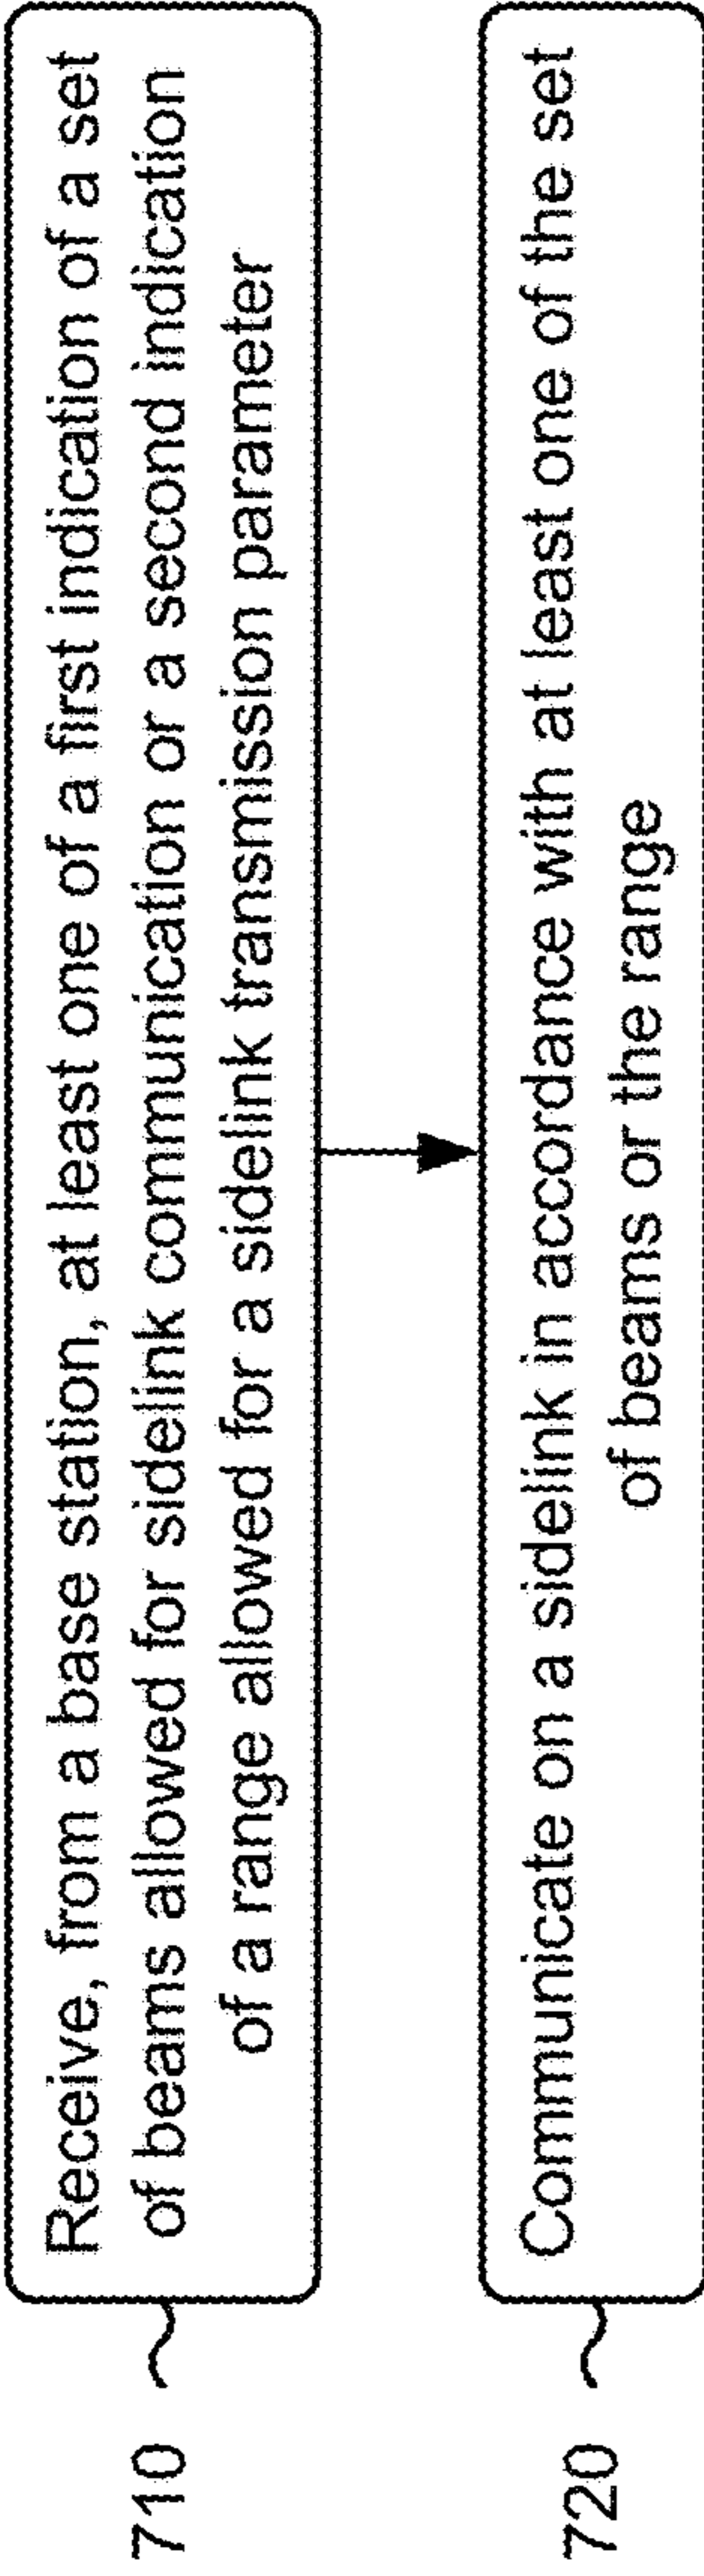 710
Receive, from a base station, at least one of a first indication of a set
of beams allowed for sidelink communication or a second indication
of a range allowed for a sidelink transmission parameter
720
Communicate on a sidelink in accordance with at least one of the set
of beams or the range